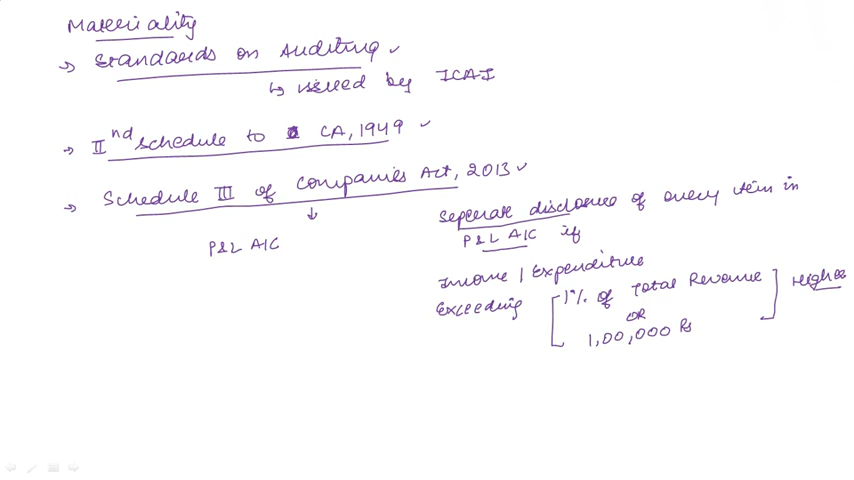 Materiality
→ Standards on Auditing ✓
↳ issued by ICAI
→ IInd schedule to CA, 1949 ✓
→ Schedule III of Companies Act, 2013 ✓
↓
P&L A/C
Seperate disclosure of every item in
P&L A/C if
Income / Expenditure
Exceeding [ 1% of Total Revenue ] Higher
OR
1,00,000 Rs